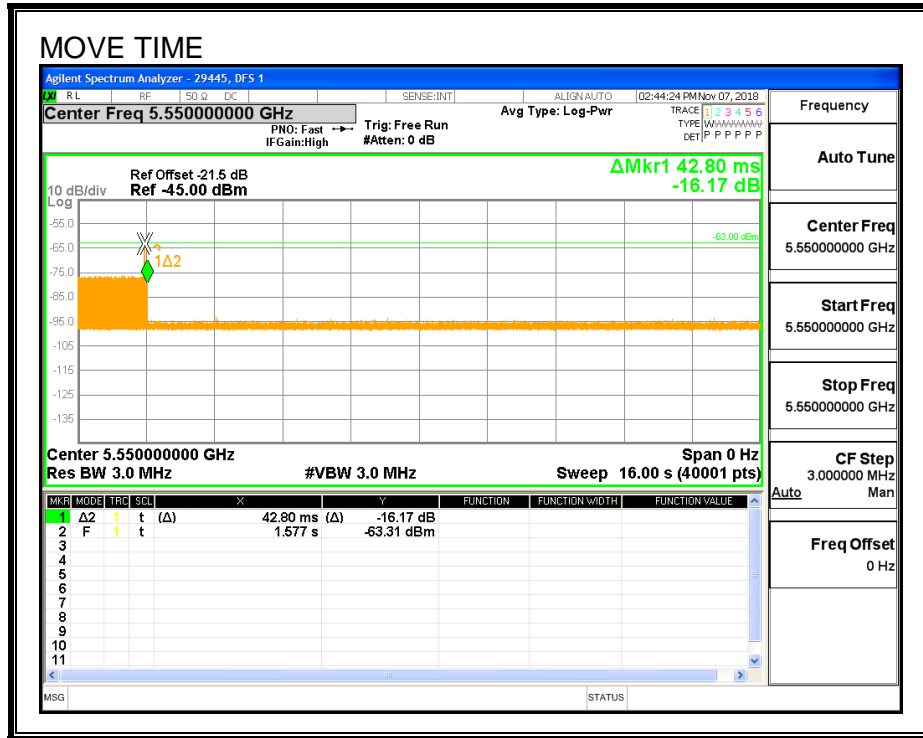 MOVE TIME
Agilent Spectrum Analyzer - 29445, DFS 1
LXI RL RF 50 Ω DC SENSE:INT ALIGN AUTO 02:44:24 PM Nov 07, 2018
Center Freq 5.550000000 GHz
PNO: Fast
IFGain:High
Trig: Free Run
#Atten: 0 dB
Avg Type: Log-Pwr
TRACE 1 2 3 4 5 6
TYPE WWWWWW
DET P P P P P P
Ref Offset -21.5 dB
10 dB/div Ref -45.00 dBm
Log
ΔMkr1 42.80 ms
-16.17 dB
-55.0
-63.00 dBm
-65.0
1Δ2
-75.0
-85.0
-95.0
-105
-115
-125
-135
Center 5.550000000 GHz Span 0 Hz
Res BW 3.0 MHz #VBW 3.0 MHz Sweep 16.00 s (40001 pts)
MKR MODE TRC SCL X Y FUNCTION FUNCTION WIDTH FUNCTION VALUE
1 Δ2 1 t (Δ) 42.80 ms (Δ) -16.17 dB
2 F 1 t 1.577 s -63.31 dBm
3
4
5
6
7
8
9
10
11
MSG STATUS
Frequency
Auto Tune
Center Freq
5.550000000 GHz
Start Freq
5.550000000 GHz
Stop Freq
5.550000000 GHz
CF Step
3.000000 MHz
Auto Man
Freq Offset
0 Hz